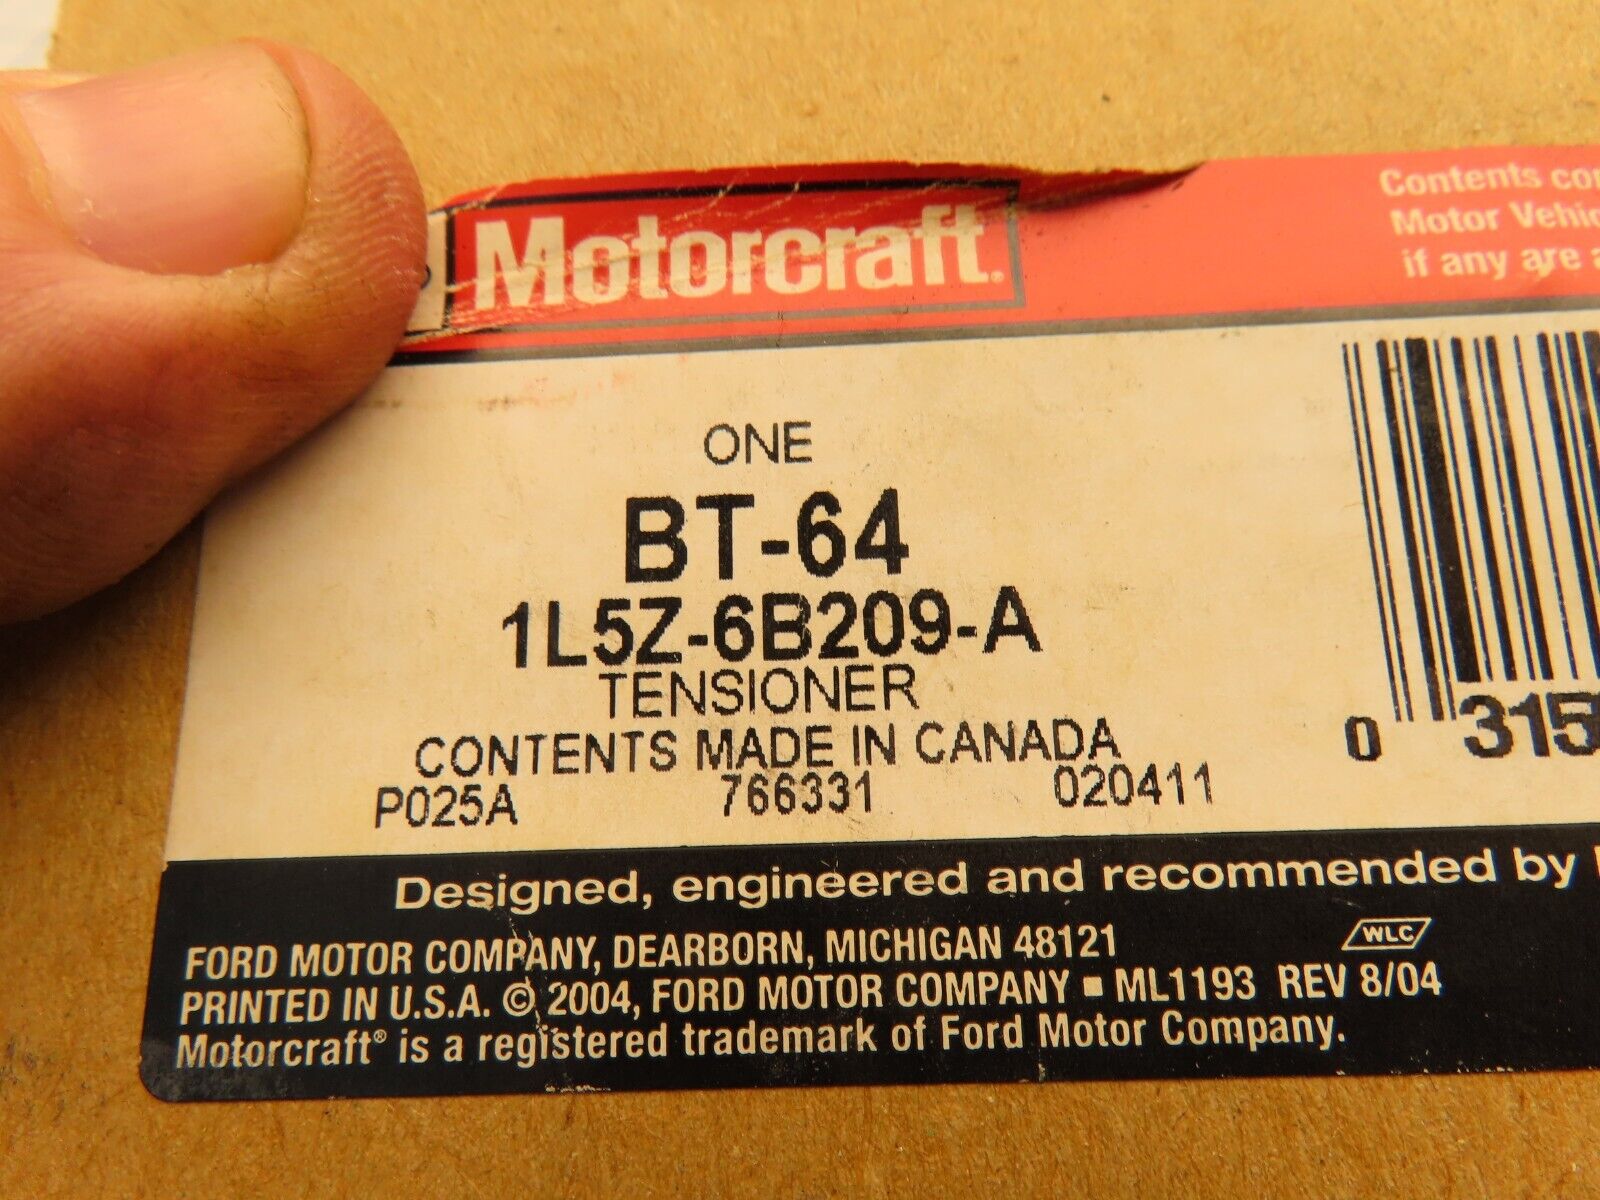 Motorcraft®
Contents
Motor
if any are
ONE
BT-64
1L5Z-6B209-A
TENSIONER
CONTENTS MADE IN CANADA
P025A 766331 020411
0 315
Designed, engineered and recommended by
WLC
FORD MOTOR COMPANY, DEARBORN, MICHIGAN 48121
PRINTED IN U.S.A. © 2004, FORD MOTOR COMPANY ■ ML1193 REV 8/04
Motorcraft® is a registered trademark of Ford Motor Company.